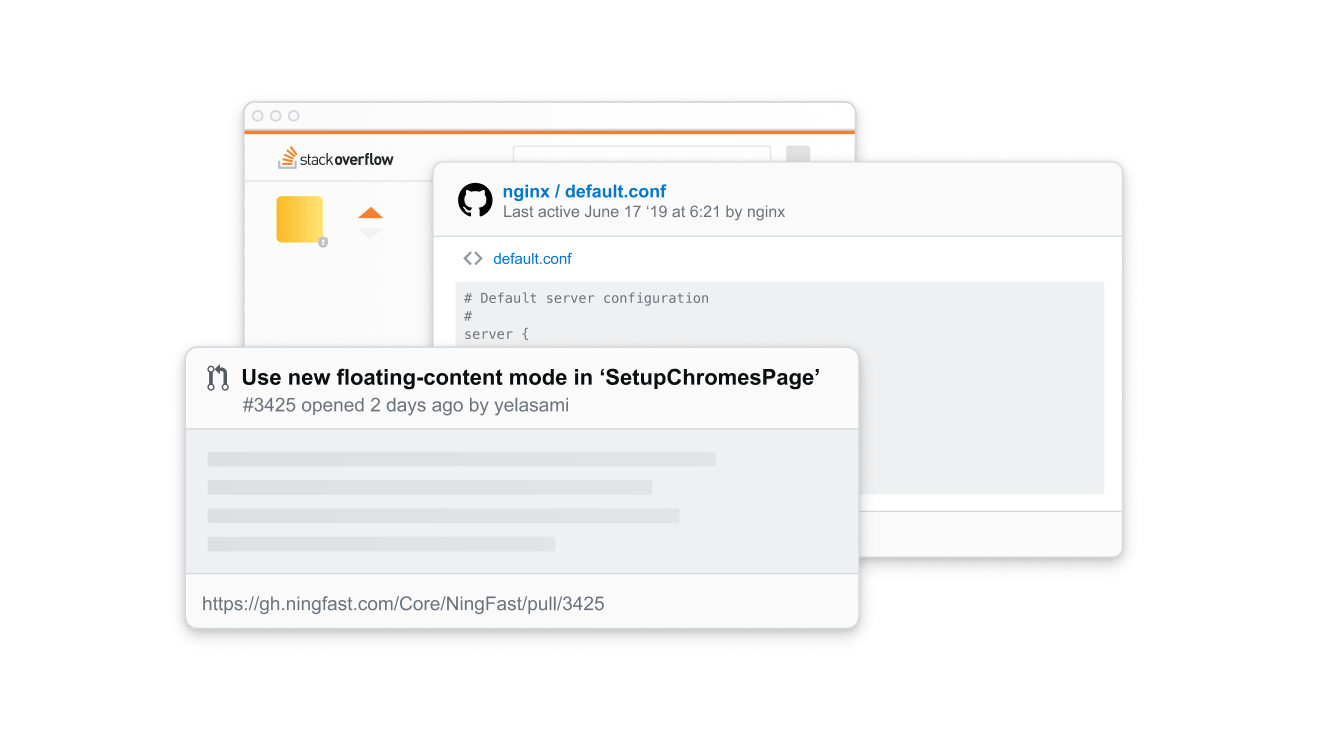 stackoverflow
nginx / default.conf
Last active June 17 ‘19 at 6:21 by nginx
default.conf
# Default server configuration
#
server {
Use new floating-content mode in ‘SetupChromesPage’
#3425 opened 2 days ago by yelasami
https://gh.ningfast.com/Core/NingFast/pull/3425